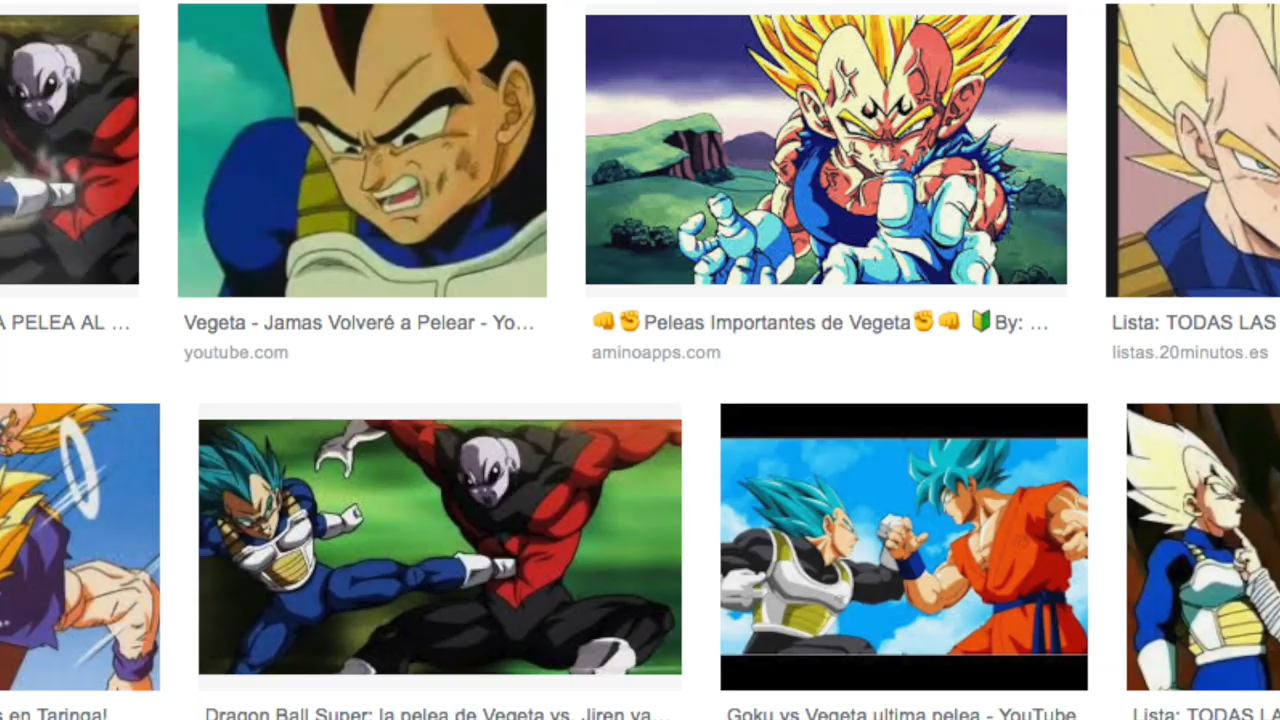 A PELEA AL ...
Vegeta - Jamas Volveré a Pelear - Yo...
👊✊Peleas Importantes de Vegeta✊👊 🔰By: ...
Lista: TODAS LAS
youtube.com
aminoapps.com
listas.20minutos.es
s en Taringa!
Dragon Ball Super: la pelea de Vegeta vs. Jiren ya...
Goku vs Vegeta ultima pelea - YouTube
Lista: TODAS LA